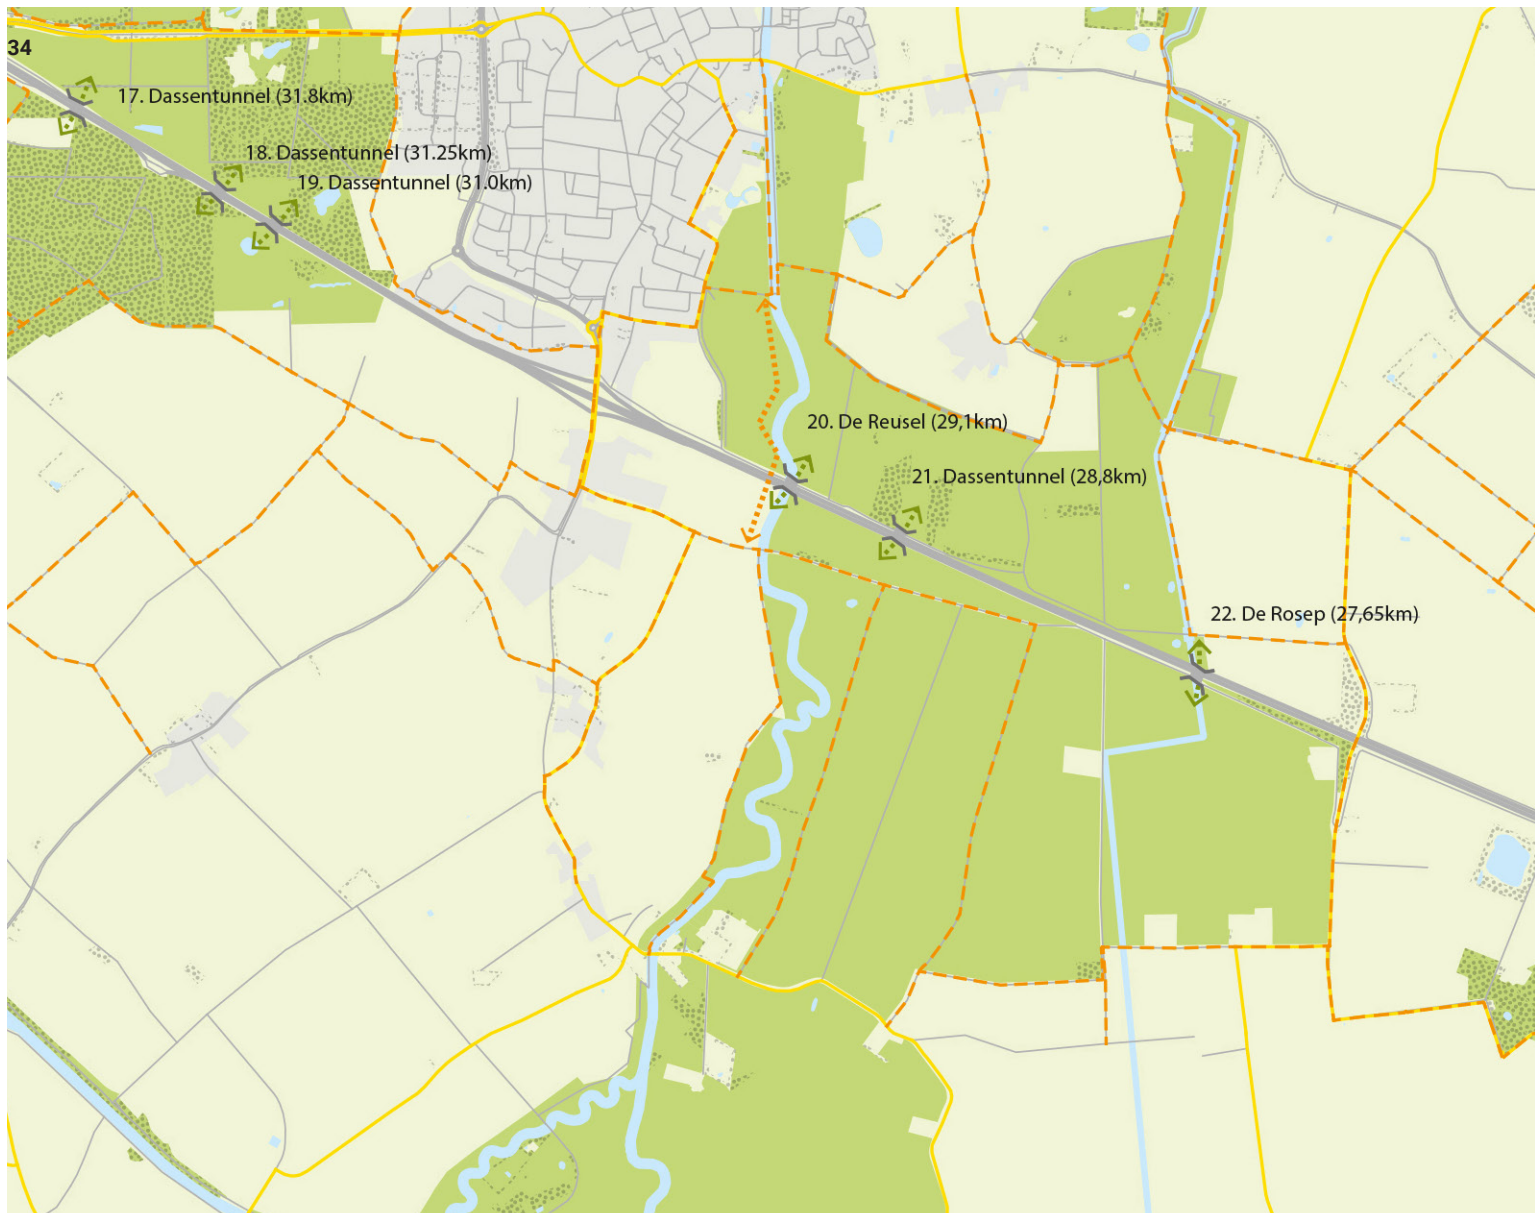 34
17. Dassentunnel (31.8km)
18. Dassentunnel (31.25km)
19. Dassentunnel (31.0km)
20. De Reusel (29,1km)
21. Dassentunnel (28,8km)
22. De Rosep (27,65km)